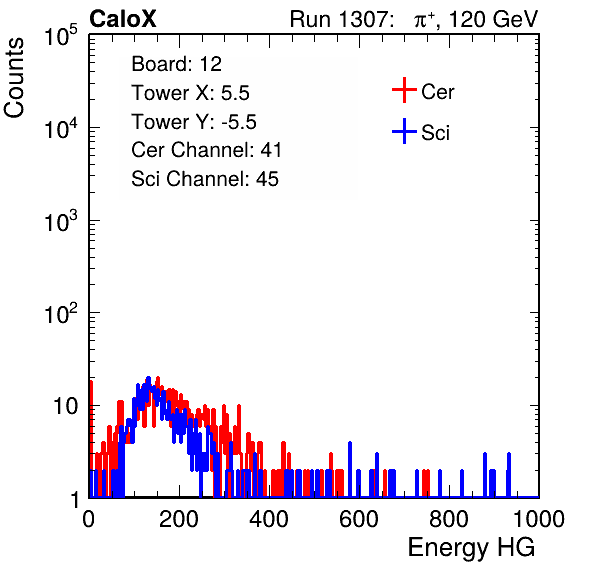 CaloX Run 1307: π⁺, 120 GeV
Counts
10⁵
10⁴
10³
10²
10
1
Board: 12
Tower X: 5.5
Tower Y: -5.5
Cer Channel: 41
Sci Channel: 45
Cer
Sci
0 200 400 600 800 1000
Energy HG